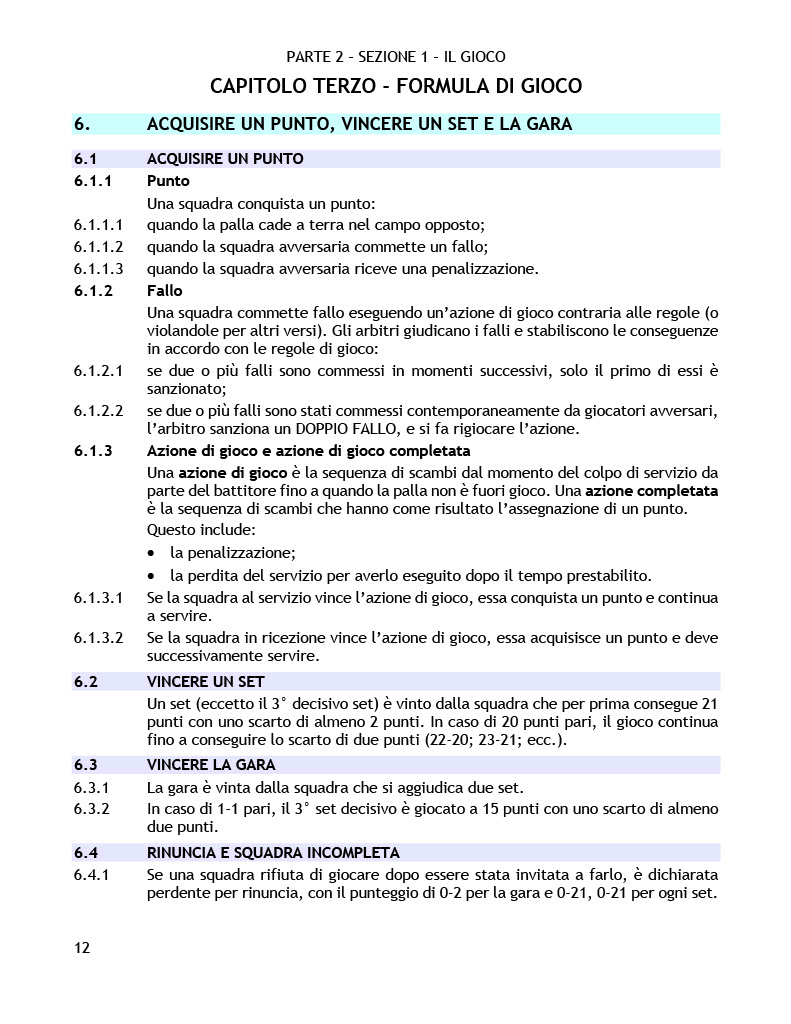 PARTE 2 – SEZIONE 1 – IL GIOCO
CAPITOLO TERZO - FORMULA DI GIOCO
6. ACQUISIRE UN PUNTO, VINCERE UN SET E LA GARA
6.1 ACQUISIRE UN PUNTO
6.1.1 Punto
Una squadra conquista un punto:
6.1.1.1 quando la palla cade a terra nel campo opposto;
6.1.1.2 quando la squadra avversaria commette un fallo;
6.1.1.3 quando la squadra avversaria riceve una penalizzazione.
6.1.2 Fallo
Una squadra commette fallo eseguendo un’azione di gioco contraria alle regole (o
violandole per altri versi). Gli arbitri giudicano i falli e stabiliscono le conseguenze
in accordo con le regole di gioco:
6.1.2.1 se due o più falli sono commessi in momenti successivi, solo il primo di essi è
sanzionato;
6.1.2.2 se due o più falli sono stati commessi contemporaneamente da giocatori avversari,
l’arbitro sanziona un DOPPIO FALLO, e si fa rigiocare l’azione.
6.1.3 Azione di gioco e azione di gioco completata
Una azione di gioco è la sequenza di scambi dal momento del colpo di servizio da
parte del battitore fino a quando la palla non è fuori gioco. Una azione completata
è la sequenza di scambi che hanno come risultato l’assegnazione di un punto.
Questo include:
• la penalizzazione;
• la perdita del servizio per averlo eseguito dopo il tempo prestabilito.
6.1.3.1 Se la squadra al servizio vince l’azione di gioco, essa conquista un punto e continua
a servire.
6.1.3.2 Se la squadra in ricezione vince l’azione di gioco, essa acquisisce un punto e deve
successivamente servire.
6.2 VINCERE UN SET
Un set (eccetto il 3° decisivo set) è vinto dalla squadra che per prima consegue 21
punti con uno scarto di almeno 2 punti. In caso di 20 punti pari, il gioco continua
fino a conseguire lo scarto di due punti (22-20; 23-21; ecc.).
6.3 VINCERE LA GARA
6.3.1 La gara è vinta dalla squadra che si aggiudica due set.
6.3.2 In caso di 1-1 pari, il 3° set decisivo è giocato a 15 punti con uno scarto di almeno
due punti.
6.4 RINUNCIA E SQUADRA INCOMPLETA
6.4.1 Se una squadra rifiuta di giocare dopo essere stata invitata a farlo, è dichiarata
perdente per rinuncia, con il punteggio di 0-2 per la gara e 0-21, 0-21 per ogni set.
12